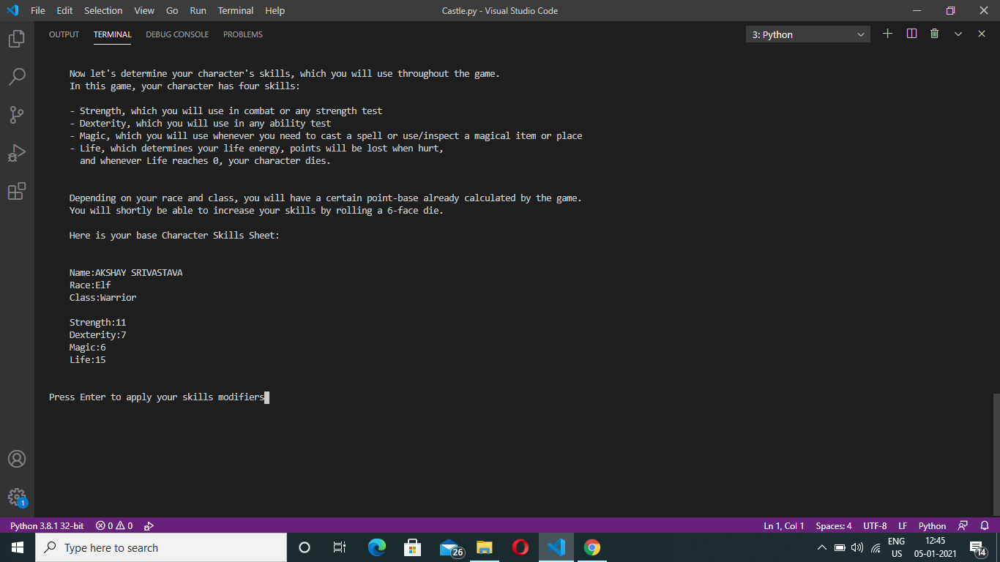 File Edit Selection View Go Run Terminal Help Castle.py - Visual Studio Code
OUTPUT TERMINAL DEBUG CONSOLE PROBLEMS 3: Python
Now let's determine your character's skills, which you will use throughout the game.
In this game, your character has four skills:
- Strength, which you will use in combat or any strength test
- Dexterity, which you will use in any ability test
- Magic, which you will use whenever you need to cast a spell or use/inspect a magical item or place
- Life, which determines your life energy, points will be lost when hurt,
and whenever Life reaches 0, your character dies.
Depending on your race and class, you will have a certain point-base already calculated by the game.
You will shortly be able to increase your skills by rolling a 6-face die.
Here is your base Character Skills Sheet:
Name:AKSHAY SRIVASTAVA
Race:Elf
Class:Warrior
Strength:11
Dexterity:7
Magic:6
Life:15
Press Enter to apply your skills modifiers
1
Python 3.8.1 32-bit 0 0 Ln 1, Col 1 Spaces: 4 UTF-8 LF Python
Type here to search 26 ENG 12:45
US 05-01-2021 14